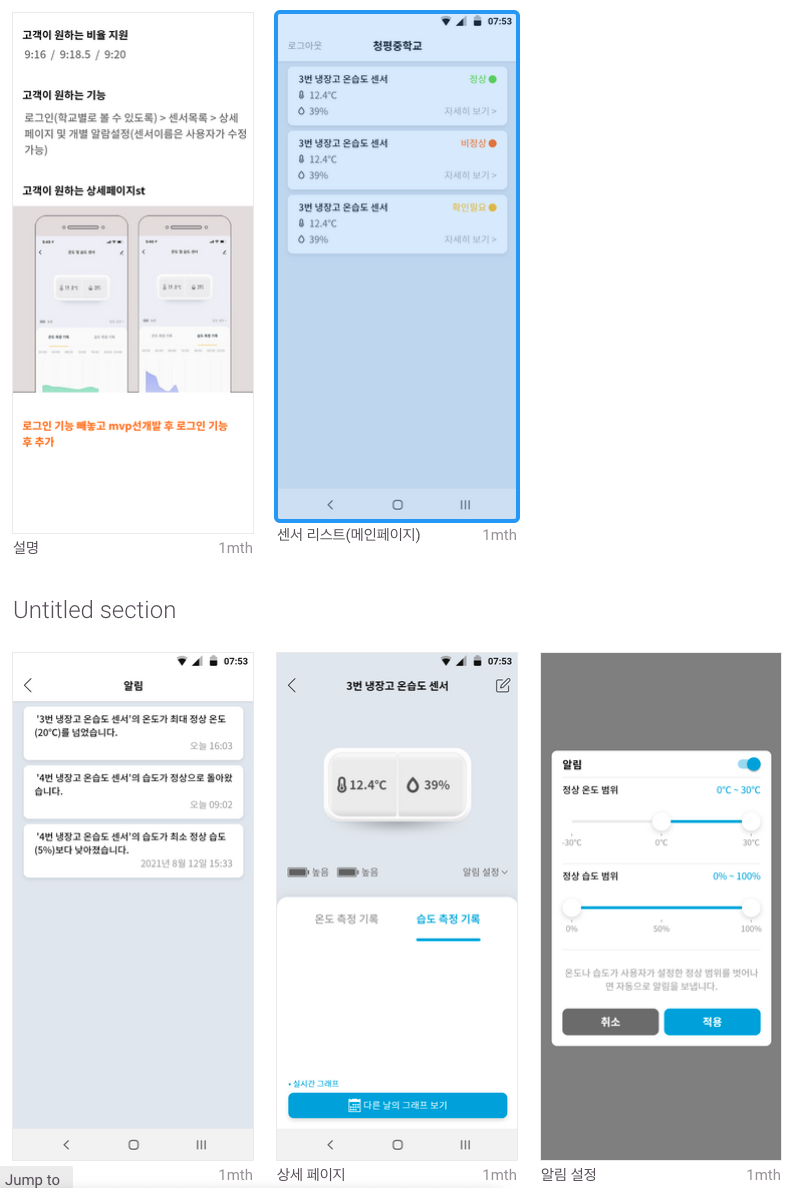 고객이 원하는 비율 지원
9:16 / 9:18.5 / 9:20
고객이 원하는 기능
로그인(학교별로 볼 수 있도록) > 센서목록 > 상세
페이지 및 개별 알람설정(센서이름은 사용자가 수정
가능)
고객이 원하는 상세페이지st
로그인 기능 빼놓고 mvp선개발 후 로그인 기능
후 추가
설명
1mth
07:53
로그아웃
청평중학교
3번 냉장고 온습도 센서
정상
12.4°C
39%
자세히 보기 >
3번 냉장고 온습도 센서
비정상
12.4°C
39%
자세히 보기 >
3번 냉장고 온습도 센서
확인필요
12.4°C
39%
자세히 보기 >
센서 리스트(메인페이지)
1mth
Untitled section
07:53
알림
'3번 냉장고 온습도 센서'의 온도가 최대 정상 온도
(20°C)를 넘었습니다.
오늘 16:03
'4번 냉장고 온습도 센서'의 습도가 정상으로 돌아왔
습니다.
오늘 09:02
'4번 냉장고 온습도 센서'의 습도가 최소 정상 습도
(5%)보다 낮아졌습니다.
2021년 8월 12일 15:33
Jump to
1mth
07:53
3번 냉장고 온습도 센서
12.4°C
39%
높음
높음
알림 설정
온도 측정 기록
습도 측정 기록
• 실시간 그래프
다른 날의 그래프 보기
상세 페이지
1mth
알림
정상 온도 범위
0°C ~ 30°C
-30°C
0°C
30°C
정상 습도 범위
0% ~ 100%
0%
50%
100%
온도나 습도가 사용자가 설정한 정상 범위를 벗어나
면 자동으로 알림을 보냅니다.
취소
적용
알림 설정
1mth